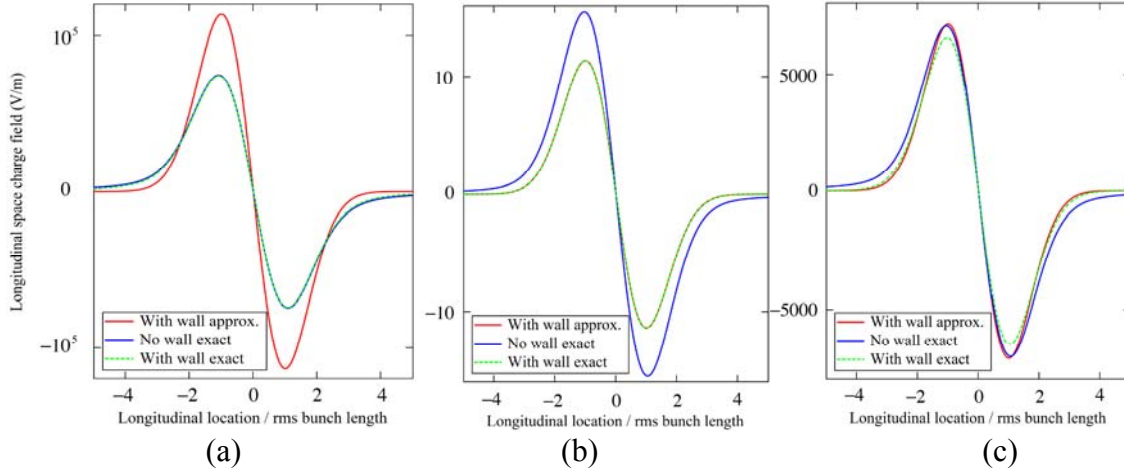 Longitudinal space charge field (V/m)
10^5
0
−10^5
With wall approx.
No wall exact
With wall exact
−4 −2 0 2 4
Longitudinal location / rms bunch length
(a)
10
0
−10
With wall approx.
No wall exact
With wall exact
−4 −2 0 2 4
Longitudinal location / rms bunch length
(b)
5000
0
−5000
With wall approx.
No wall exact
With wall exact
−4 −2 0 2 4
Longitudinal location / rms bunch length
(c)